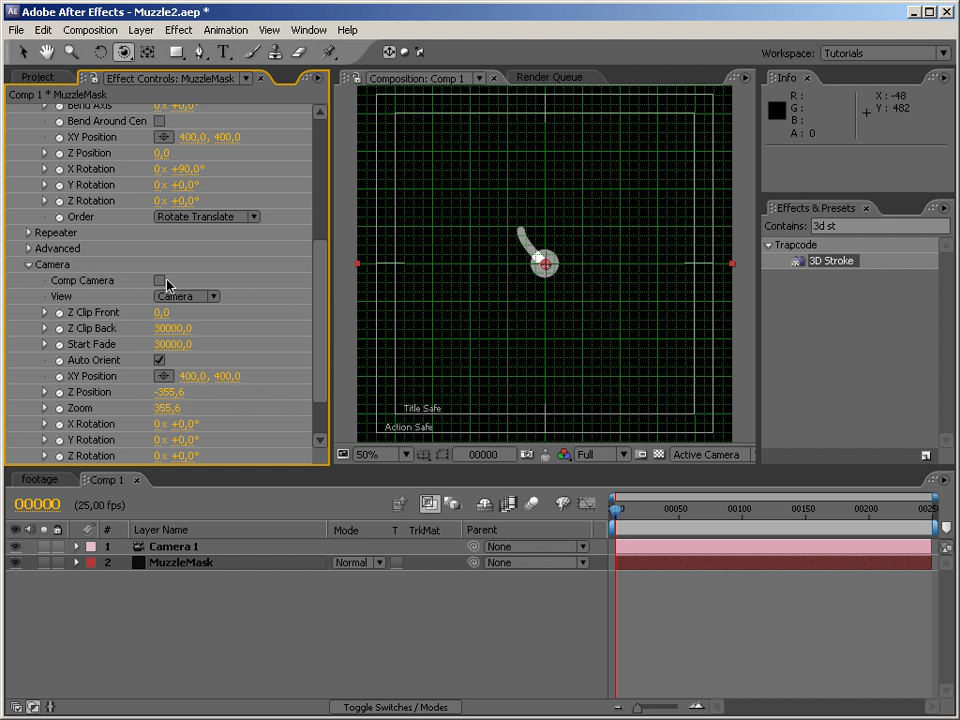 Adobe After Effects - Muzzle2.aep *
File Edit Composition Layer Effect Animation View Window Help
Workspace: Tutorials
Project Effect Controls: MuzzleMask
Comp 1 * MuzzleMask
Bend Axis 0 x +0,0°
Bend Around Cen
XY Position 400,0, 400,0
Z Position 0,0
X Rotation 0 x +90,0°
Y Rotation 0 x +0,0°
Z Rotation 0 x +0,0°
Order Rotate Translate
Repeater
Advanced
Camera
Comp Camera
View Camera
Z Clip Front 0,0
Z Clip Back 30000,0
Start Fade 30000,0
Auto Orient
XY Position 400,0, 400,0
Z Position -355,6
Zoom 355,6
X Rotation 0 x +0,0°
Y Rotation 0 x +0,0°
Z Rotation 0 x +0,0°
Composition: Comp 1 Render Queue
Title Safe
Action Safe
50% 00000 Full Active Camera
Info
R: X: -48
G: Y: 482
B:
A: 0
Effects & Presets
Contains: 3d st
Trapcode
3D Stroke
footage Comp 1
00000 (25,00 fps)
0 00050 00100 00150 00200 0025
# Layer Name Mode T TrkMat Parent
1 Camera 1 None
2 MuzzleMask Normal None
Toggle Switches / Modes